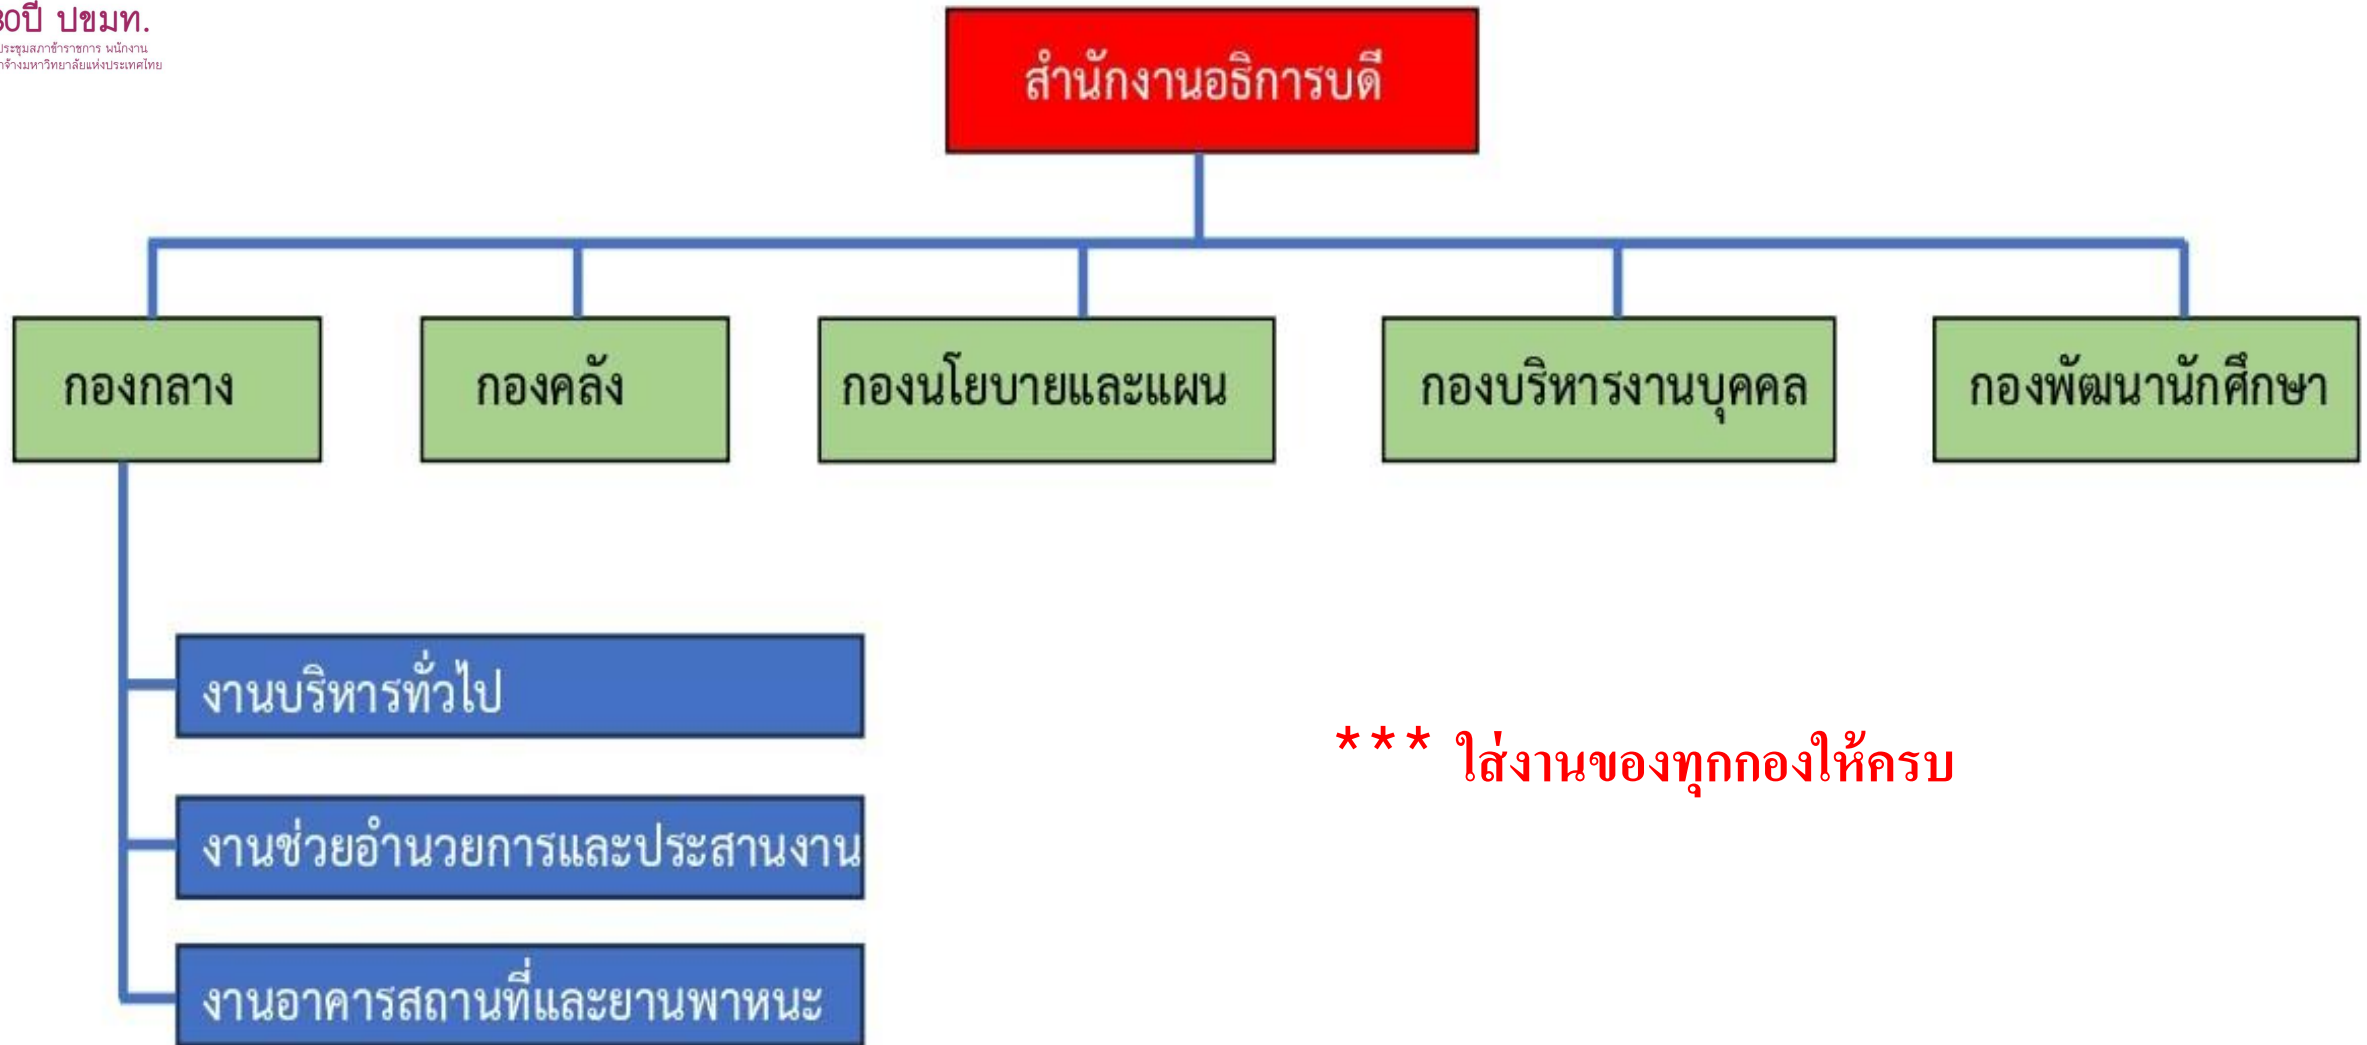 30ปี ปขมท.
ประชุมสภาข้าราชการ พนักงาน
จ้างมหาวิทยาลัยแห่งประเทศไทย
สำนักงานอธิการบดี
กองกลาง
กองคลัง
กองนโยบายและแผน
กองบริหารงานบุคคล
กองพัฒนานักศึกษา
งานบริหารทั่วไป
*** ใส่งานของทุกกองให้ครบ
งานช่วยอำนวยการและประสานงาน
งานอาคารสถานที่และยานพาหนะ